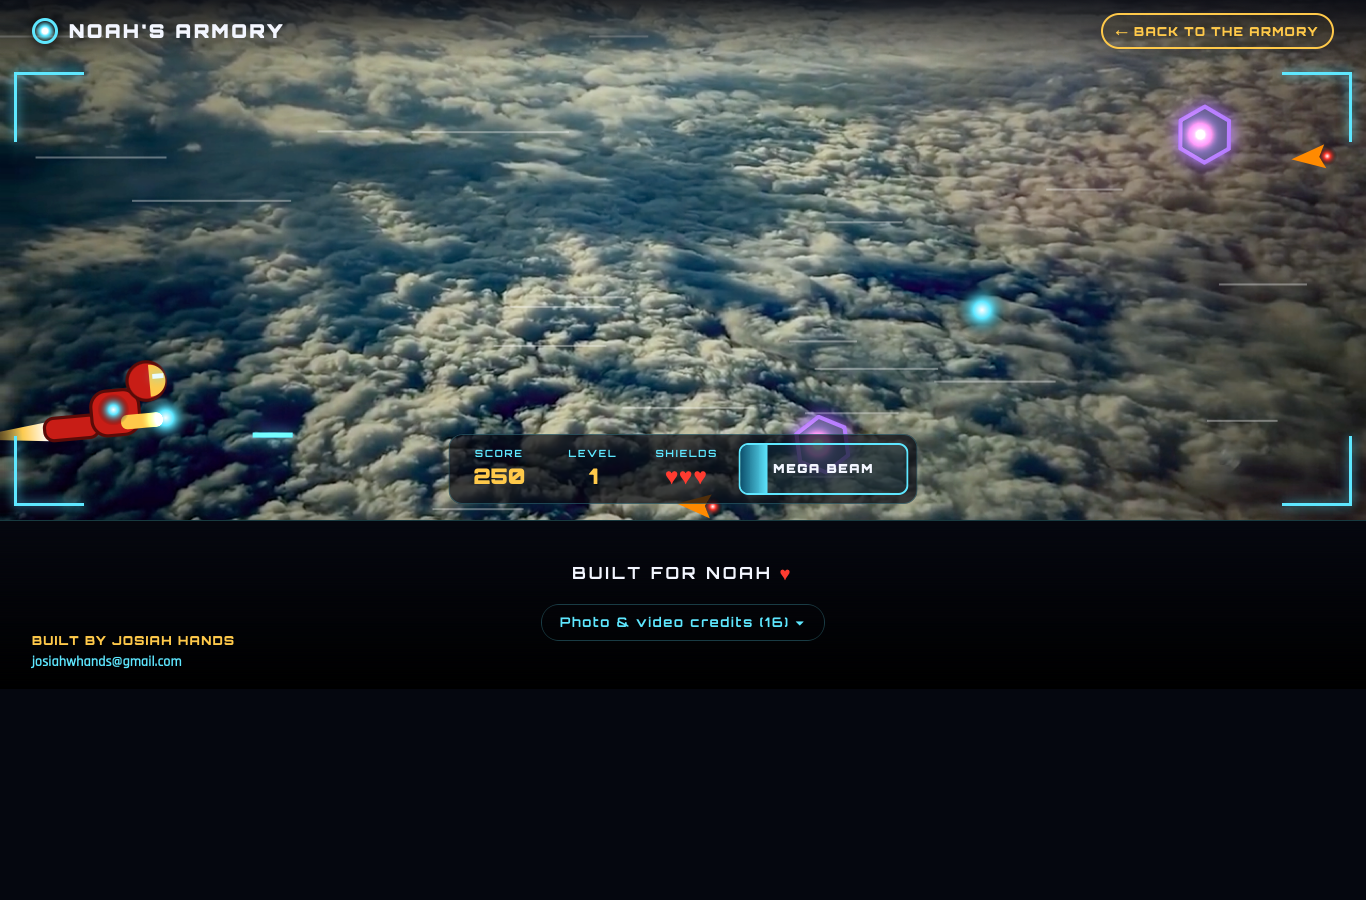 NOAH'S ARMORY
← BACK TO THE ARMORY
SCORE
250
LEVEL
1
SHIELDS
♥♥♥
MEGA BEAM
BUILT FOR NOAH ♥
Photo & video credits (16)
BUILT BY JOSIAH HANDS
josiahwhands@gmail.com